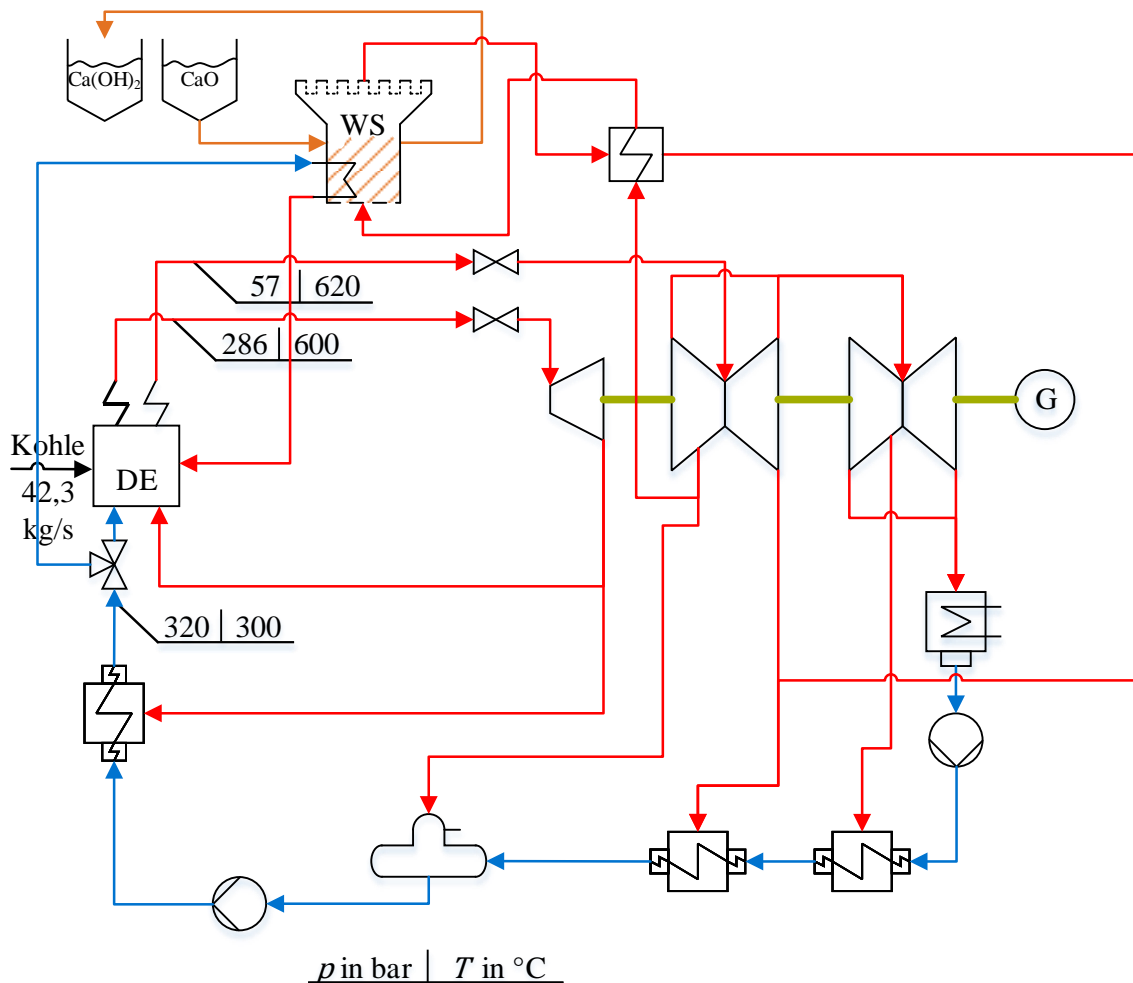 Ca(OH)₂
CaO
WS
57 | 620
286 | 600
G
Kohle
DE
42,3
kg/s
320 | 300
p in bar | T in °C